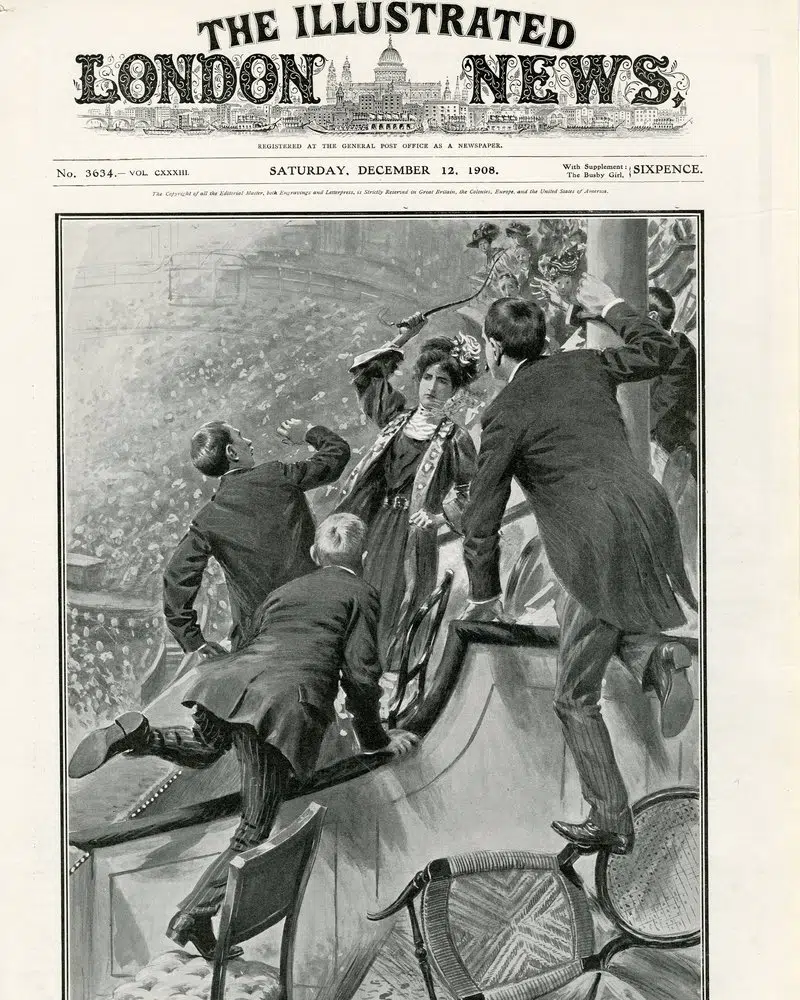 THE ILLUSTRATED
LONDON NEWS.
REGISTERED AT THE GENERAL POST OFFICE AS A NEWSPAPER.
No. 3634.— VOL. CXXXIII. SATURDAY, DECEMBER 12, 1908. With Supplement: The Busby Girl. SIXPENCE.
The Copyright of all the Editorial Matter, both Engravings and Letterpress, is Strictly Reserved in Great Britain, the Colonies, Europe, and the United States of America.